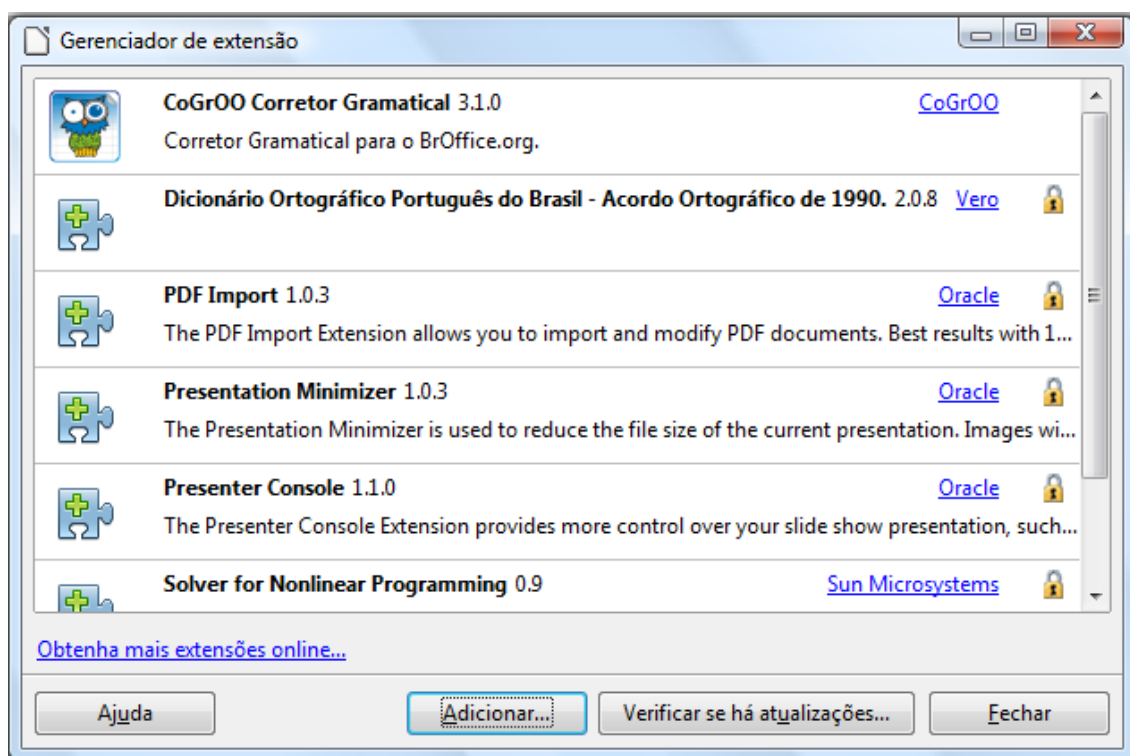 Gerenciador de extensão
CoGrOO Corretor Gramatical 3.1.0 CoGrOO
Corretor Gramatical para o BrOffice.org.
Dicionário Ortográfico Português do Brasil - Acordo Ortográfico de 1990. 2.0.8 Vero
PDF Import 1.0.3 Oracle
The PDF Import Extension allows you to import and modify PDF documents. Best results with 1...
Presentation Minimizer 1.0.3 Oracle
The Presentation Minimizer is used to reduce the file size of the current presentation. Images wi...
Presenter Console 1.1.0 Oracle
The Presenter Console Extension provides more control over your slide show presentation, such...
Solver for Nonlinear Programming 0.9 Sun Microsystems
Obtenha mais extensões online...
Ajuda Adicionar... Verificar se há atualizações... Fechar